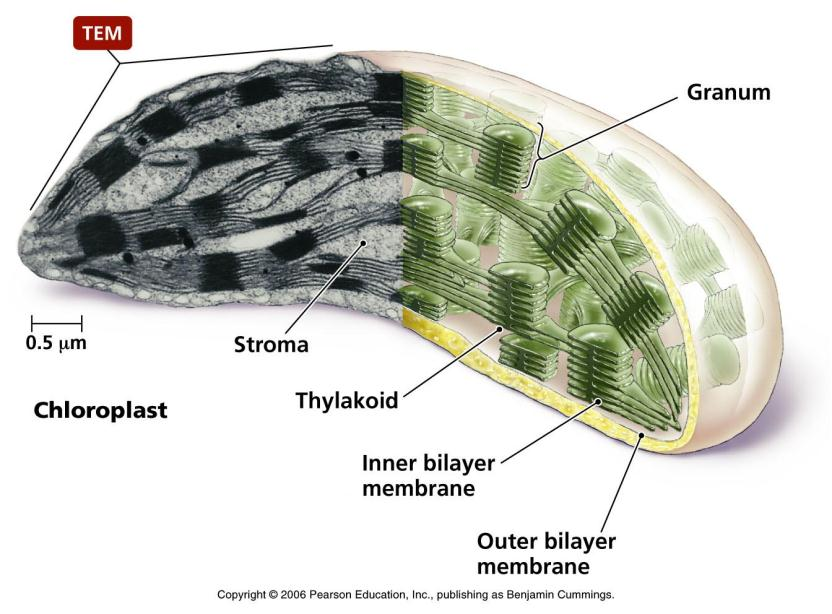 TEM
Granum
0.5 μm
Stroma
Thylakoid
Chloroplast
Inner bilayer
membrane
Outer bilayer
membrane
Copyright © 2006 Pearson Education, Inc., publishing as Benjamin Cummings.